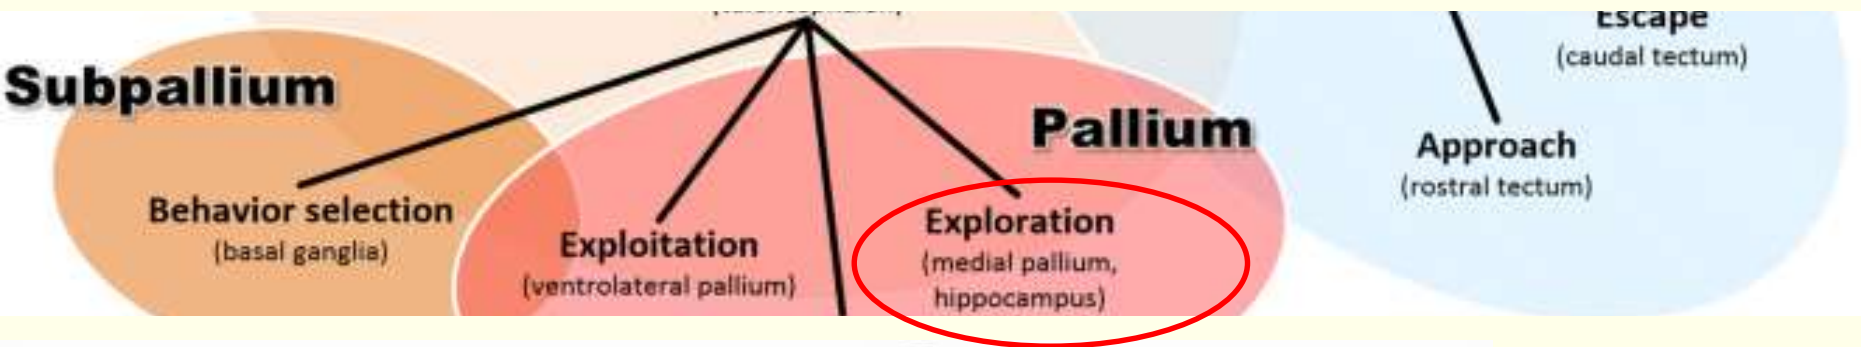 Escape
(caudal tectum)
Subpallium
Pallium
Approach
(rostral tectum)
Behavior selection
(basal ganglia)
Exploitation
(ventrolateral pallium)
Exploration
(medial pallium,
hippocampus)